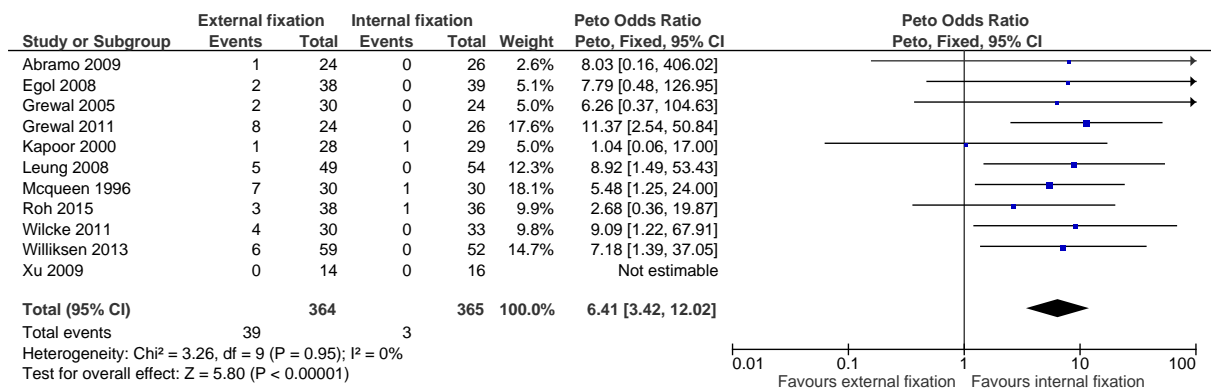 External fixation Internal fixation Peto Odds Ratio Peto Odds Ratio
Study or Subgroup Events Total Events Total Weight Peto, Fixed, 95% CI Peto, Fixed, 95% CI
Abramo 2009 1 24 0 26 2.6% 8.03 [0.16, 406.02]
Egol 2008 2 38 0 39 5.1% 7.79 [0.48, 126.95]
Grewal 2005 2 30 0 24 5.0% 6.26 [0.37, 104.63]
Grewal 2011 8 24 0 26 17.6% 11.37 [2.54, 50.84]
Kapoor 2000 1 28 1 29 5.0% 1.04 [0.06, 17.00]
Leung 2008 5 49 0 54 12.3% 8.92 [1.49, 53.43]
Mcqueen 1996 7 30 1 30 18.1% 5.48 [1.25, 24.00]
Roh 2015 3 38 1 36 9.9% 2.68 [0.36, 19.87]
Wilcke 2011 4 30 0 33 9.8% 9.09 [1.22, 67.91]
Williksen 2013 6 59 0 52 14.7% 7.18 [1.39, 37.05]
Xu 2009 0 14 0 16 Not estimable
Total (95% CI) 364 365 100.0% 6.41 [3.42, 12.02]
Total events 39 3
Heterogeneity: Chi² = 3.26, df = 9 (P = 0.95); I² = 0%
Test for overall effect: Z = 5.80 (P < 0.00001)
0.01 0.1 1 10 100
Favours external fixation Favours internal fixation